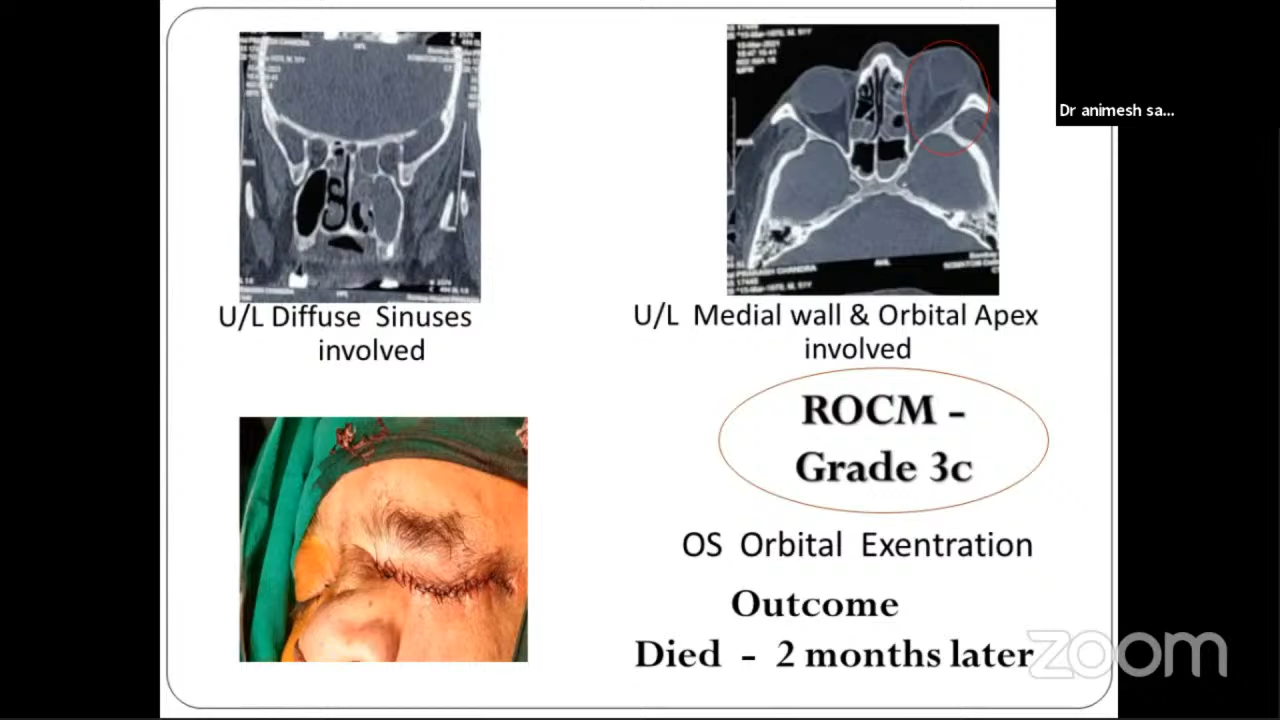 Dr animesh sa...
U/L Diffuse Sinuses
involved
U/L Medial wall & Orbital Apex
involved
ROCM -
Grade 3c
OS Orbital Exentration
Outcome
Died - 2 months later
zoom